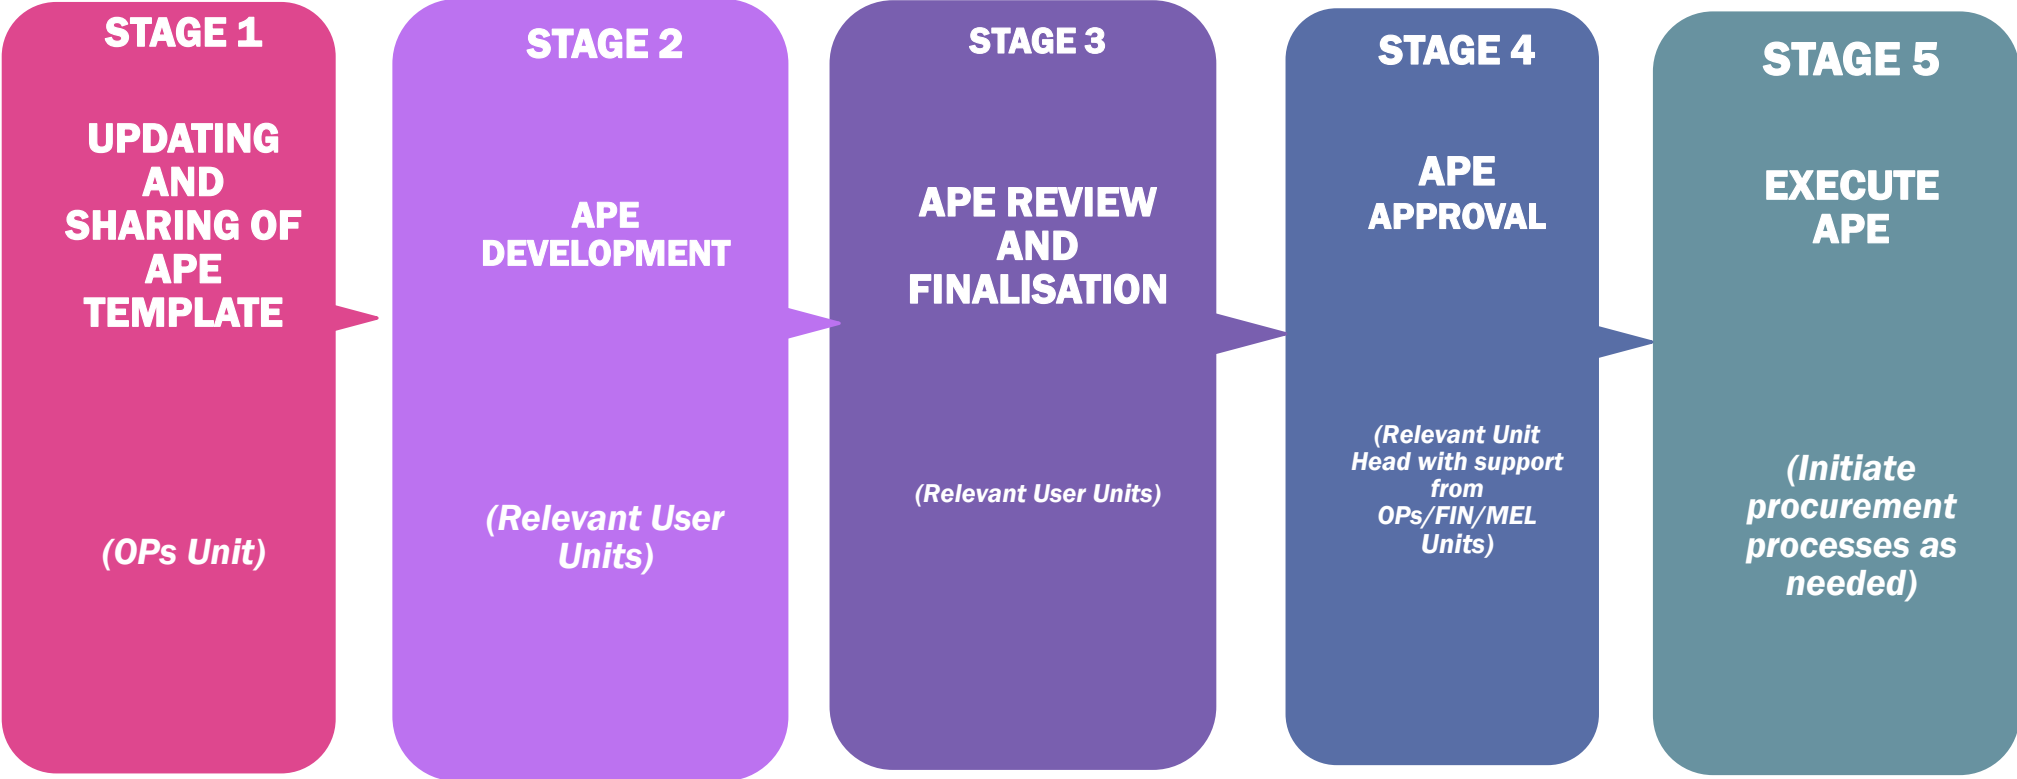 STAGE 1
UPDATING
AND
SHARING OF
APE
TEMPLATE
(OPs Unit)
STAGE 2
APE
DEVELOPMENT
(Relevant User
Units)
STAGE 3
APE REVIEW
AND
FINALISATION
(Relevant User Units)
STAGE 4
APE
APPROVAL
(Relevant Unit
Head with support
from
OPs/FIN/MEL
Units)
STAGE 5
EXECUTE
APE
(Initiate
procurement
processes as
needed)